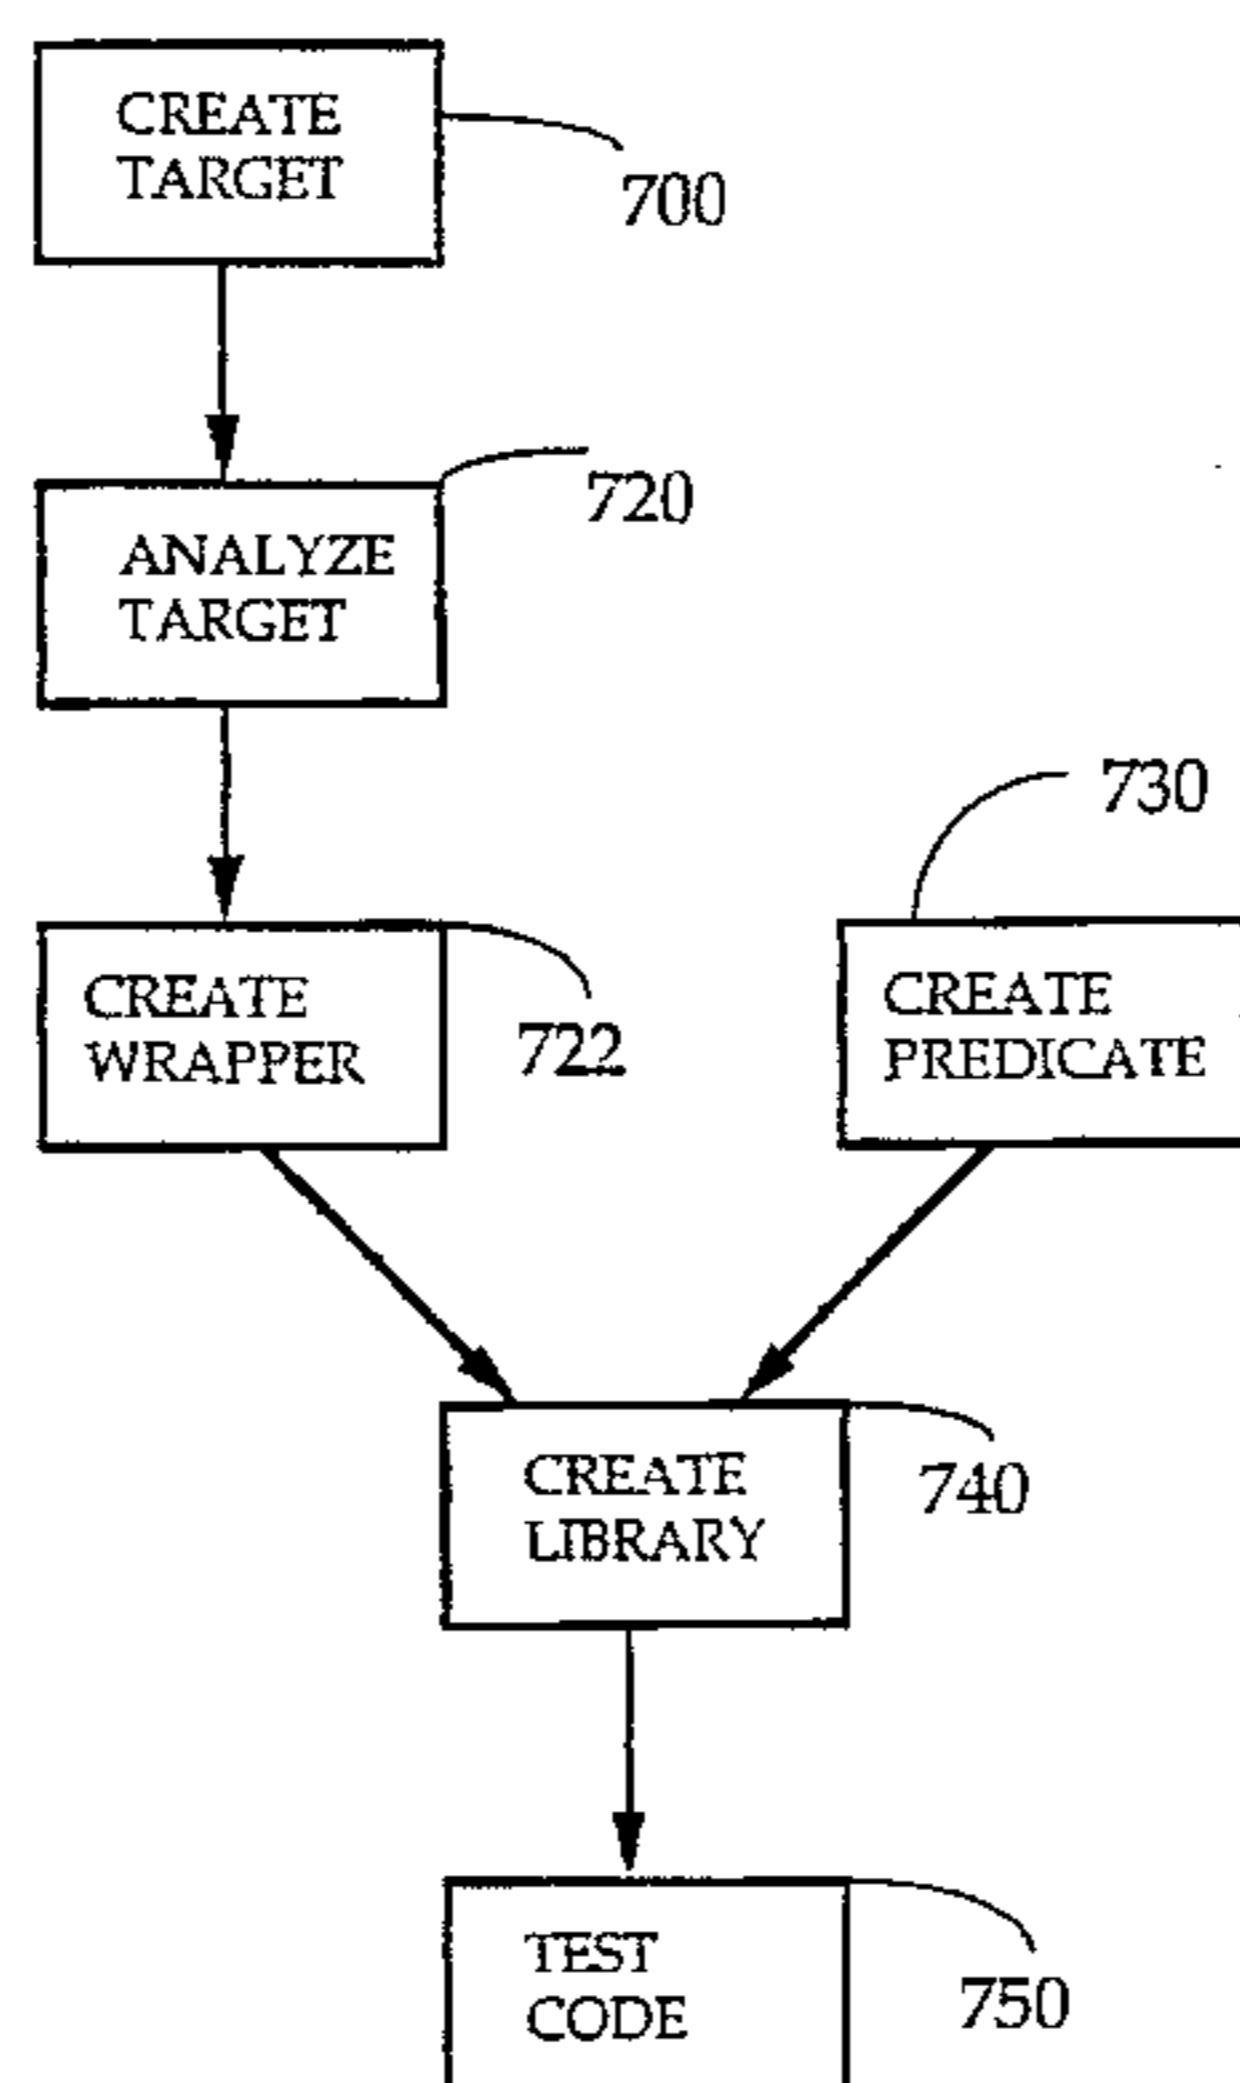 CREATE
TARGET
700
720
ANALYZE
TARGET
730
CREATE
WRAPPER
722
CREATE
PREDICATE
CREATE
LIBRARY
740
TEST
CODE
750